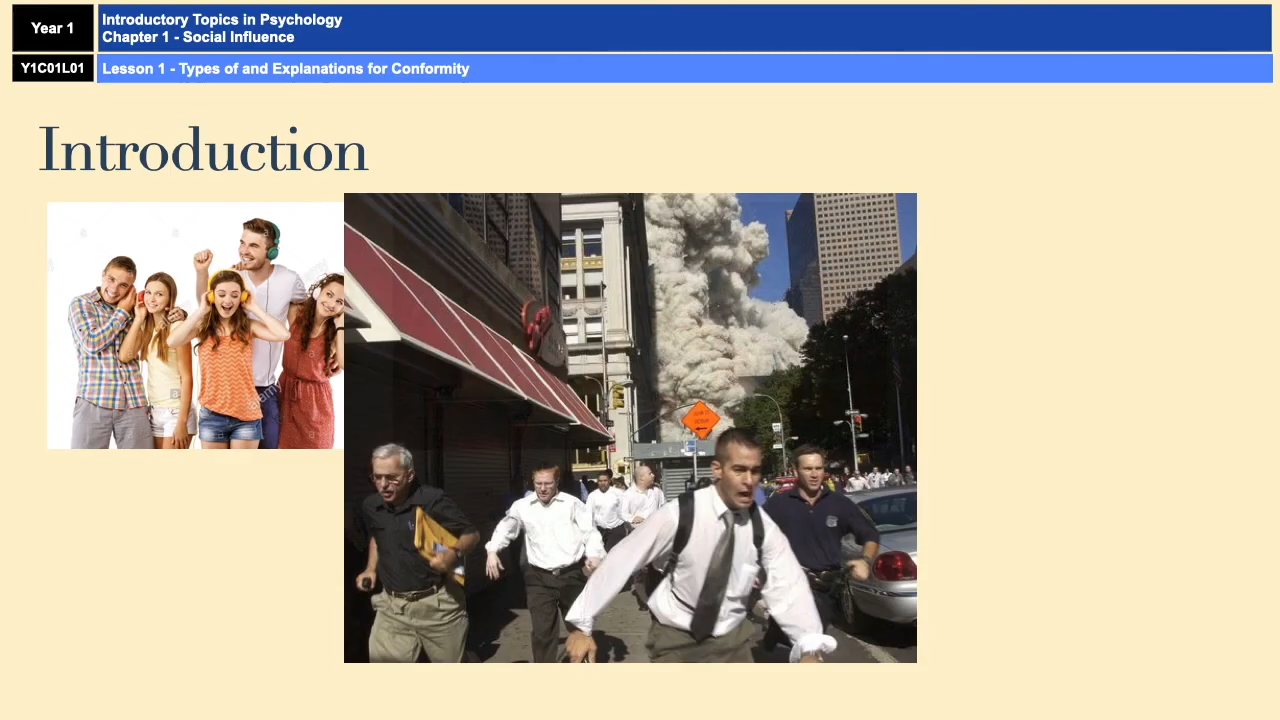 Year 1
Introductory Topics in Psychology
Chapter 1 - Social Influence
Y1C01L01
Lesson 1 - Types of and Explanations for Conformity
Introduction